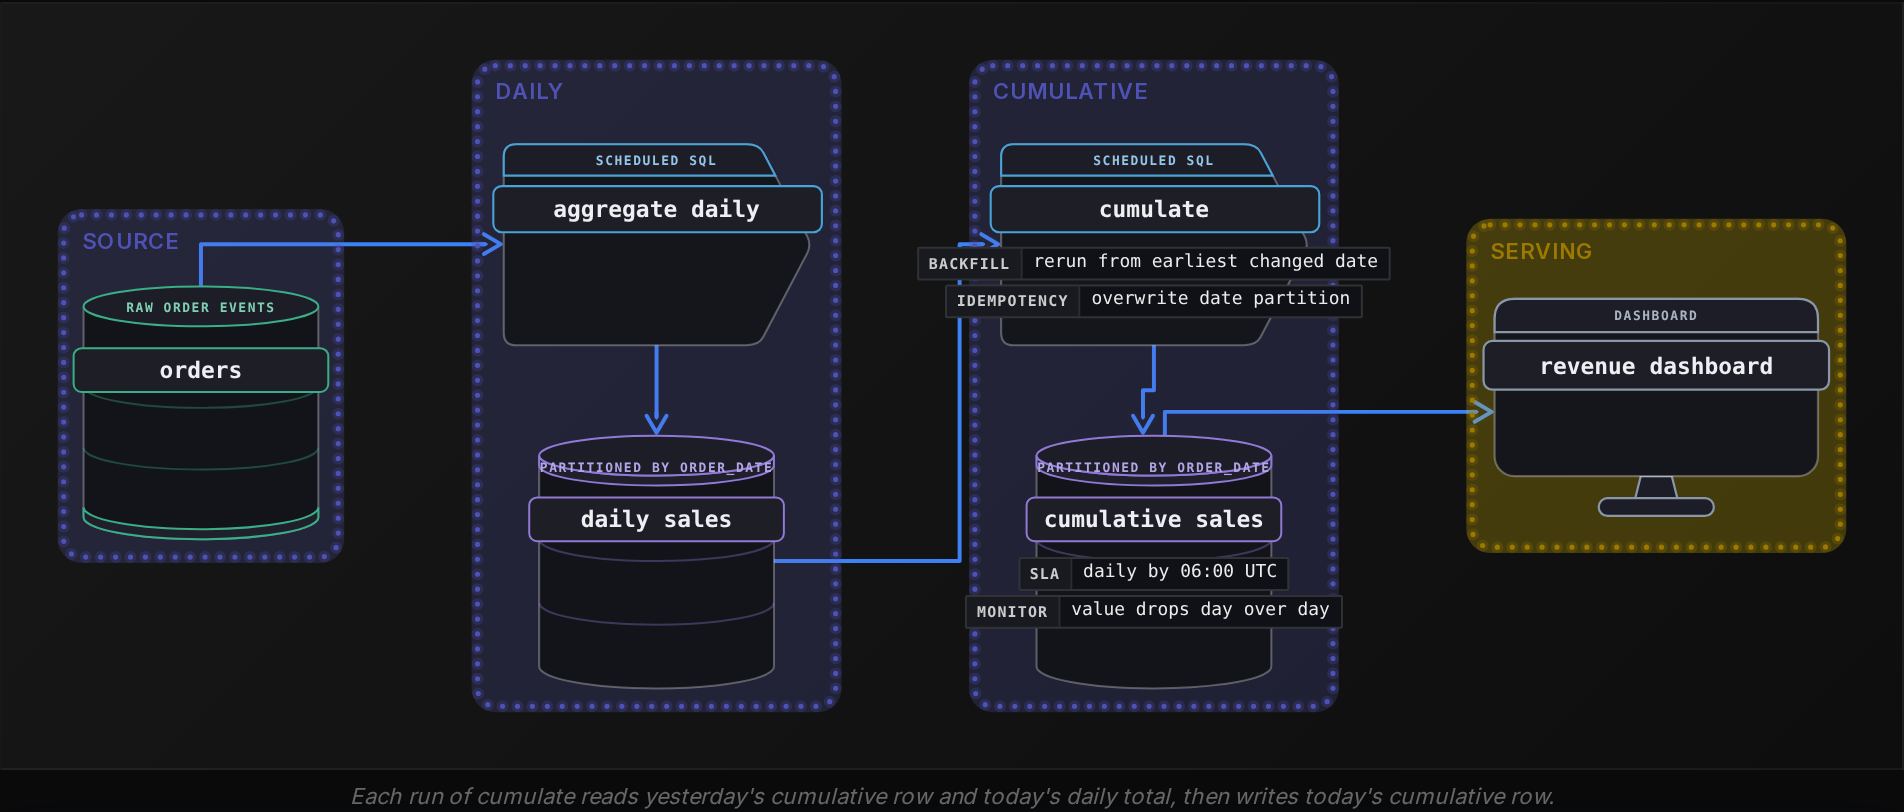 SOURCE
RAW ORDER EVENTS
orders
DAILY
SCHEDULED SQL
aggregate daily
PARTITIONED BY ORDER_DATE
daily sales
CUMULATIVE
SCHEDULED SQL
cumulate
BACKFILL rerun from earliest changed date
IDEMPOTENCY overwrite date partition
PARTITIONED BY ORDER_DATE
cumulative sales
SLA daily by 06:00 UTC
MONITOR value drops day over day
SERVING
DASHBOARD
revenue dashboard
Each run of cumulate reads yesterday's cumulative row and today's daily total, then writes today's cumulative row.